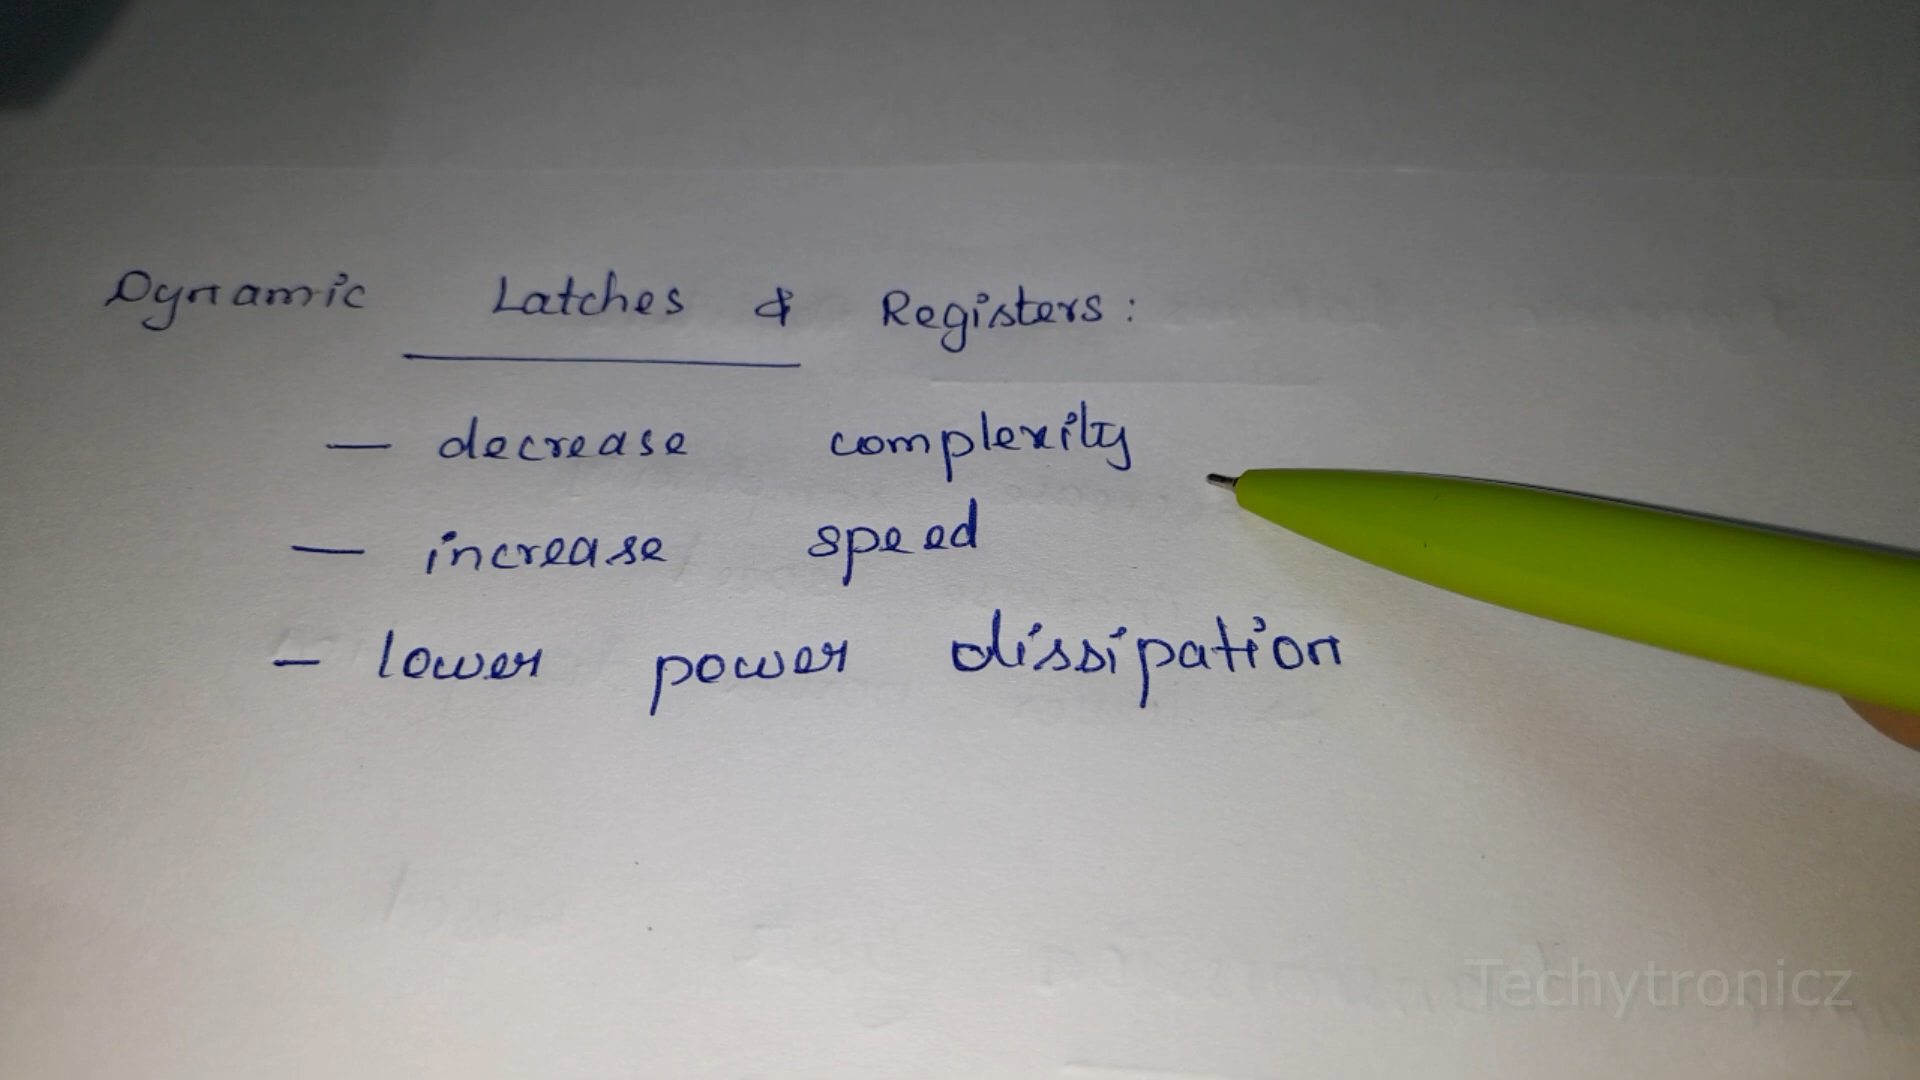 Dynamic Latches & Registers:
— decrease complexity
— increase speed
— lower power dissipation
Techytronicz